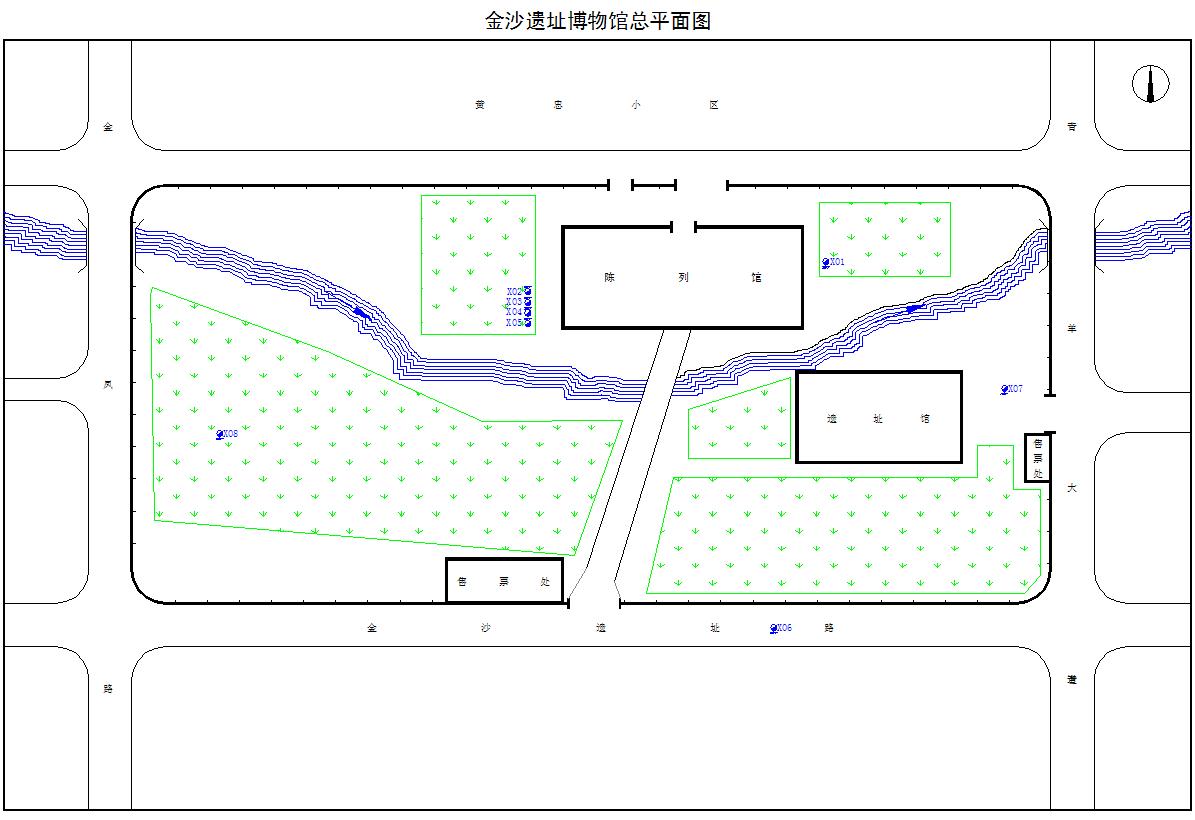 金沙遗址博物馆总平面图
黄忠小区
金凤路
青羊大道
陈列馆
X01
X02
X03
X04
X05
X07
遗址馆
X08
售票处
售票处
金沙遗址路
X06